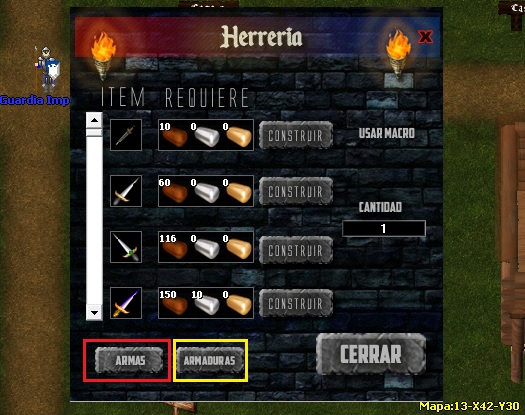 Herreria
X
ITEM REQUIERE
10 0 0 CONSTRUIR
USAR MACRO
Guardia Imp
60 0 0 CONSTRUIR
CANTIDAD
1
116 0 0 CONSTRUIR
150 10 0 CONSTRUIR
ARMAS ARMADURAS CERRAR
Mapa:13-X42-Y30